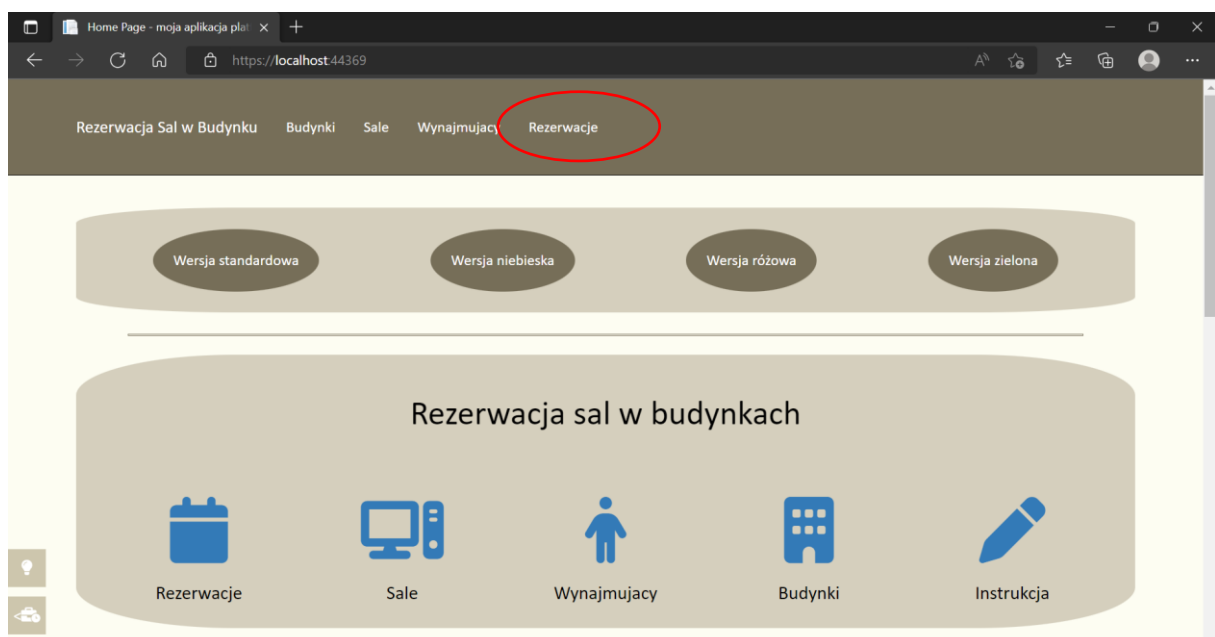 Home Page - moja aplikacja pla
https://localhost:44369
Rezerwacja Sal w Budynku Budynki Sale Wynajmujacy Rezerwacje
Wersja standardowa Wersja niebieska Wersja różowa Wersja zielona
Rezerwacja sal w budynkach
Rezerwacje Sale Wynajmujacy Budynki Instrukcja